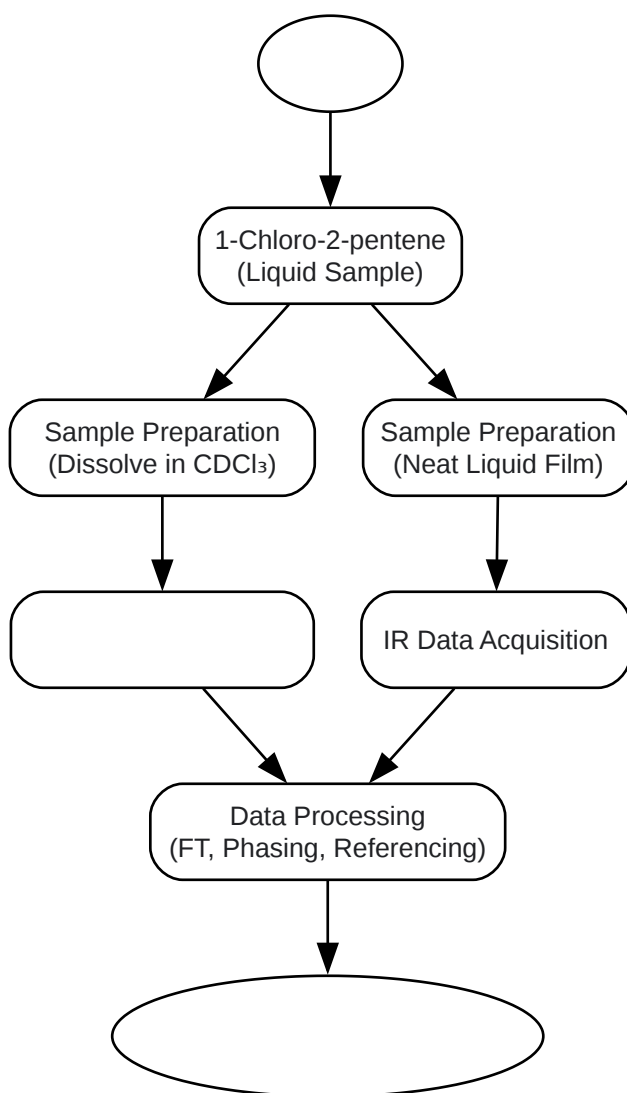 1-Chloro-2-pentene
(Liquid Sample)
Sample Preparation
(Dissolve in CDCl₃)
Sample Preparation
(Neat Liquid Film)
IR Data Acquisition
Data Processing
(FT, Phasing, Referencing)